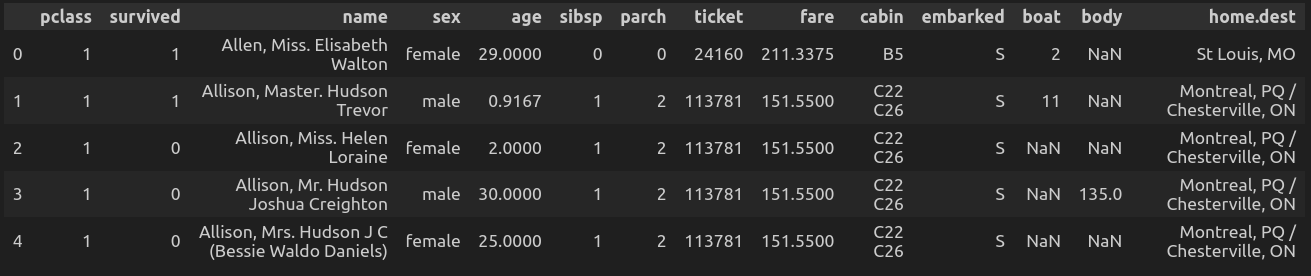 pclass survived name sex age sibsp parch ticket fare cabin embarked boat body home.dest
0 1 1 Allen, Miss. Elisabeth Walton female 29.0000 0 0 24160 211.3375 B5 S 2 NaN St Louis, MO
1 1 1 Allison, Master. Hudson Trevor male 0.9167 1 2 113781 151.5500 C22 C26 S 11 NaN Montreal, PQ / Chesterville, ON
2 1 0 Allison, Miss. Helen Loraine female 2.0000 1 2 113781 151.5500 C22 C26 S NaN NaN Montreal, PQ / Chesterville, ON
3 1 0 Allison, Mr. Hudson Joshua Creighton male 30.0000 1 2 113781 151.5500 C22 C26 S NaN 135.0 Montreal, PQ / Chesterville, ON
4 1 0 Allison, Mrs. Hudson J C (Bessie Waldo Daniels) female 25.0000 1 2 113781 151.5500 C22 C26 S NaN NaN Montreal, PQ / Chesterville, ON